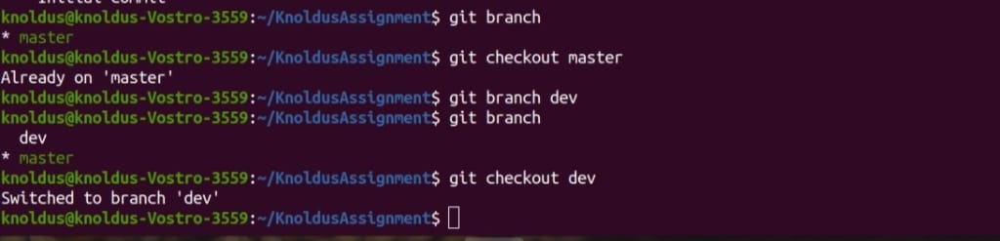 Initial Commit
knoldus@knoldus-Vostro-3559:~/KnoldusAssignment$ git branch
* master
knoldus@knoldus-Vostro-3559:~/KnoldusAssignment$ git checkout master
Already on 'master'
knoldus@knoldus-Vostro-3559:~/KnoldusAssignment$ git branch dev
knoldus@knoldus-Vostro-3559:~/KnoldusAssignment$ git branch
  dev
* master
knoldus@knoldus-Vostro-3559:~/KnoldusAssignment$ git checkout dev
Switched to branch 'dev'
knoldus@knoldus-Vostro-3559:~/KnoldusAssignment$